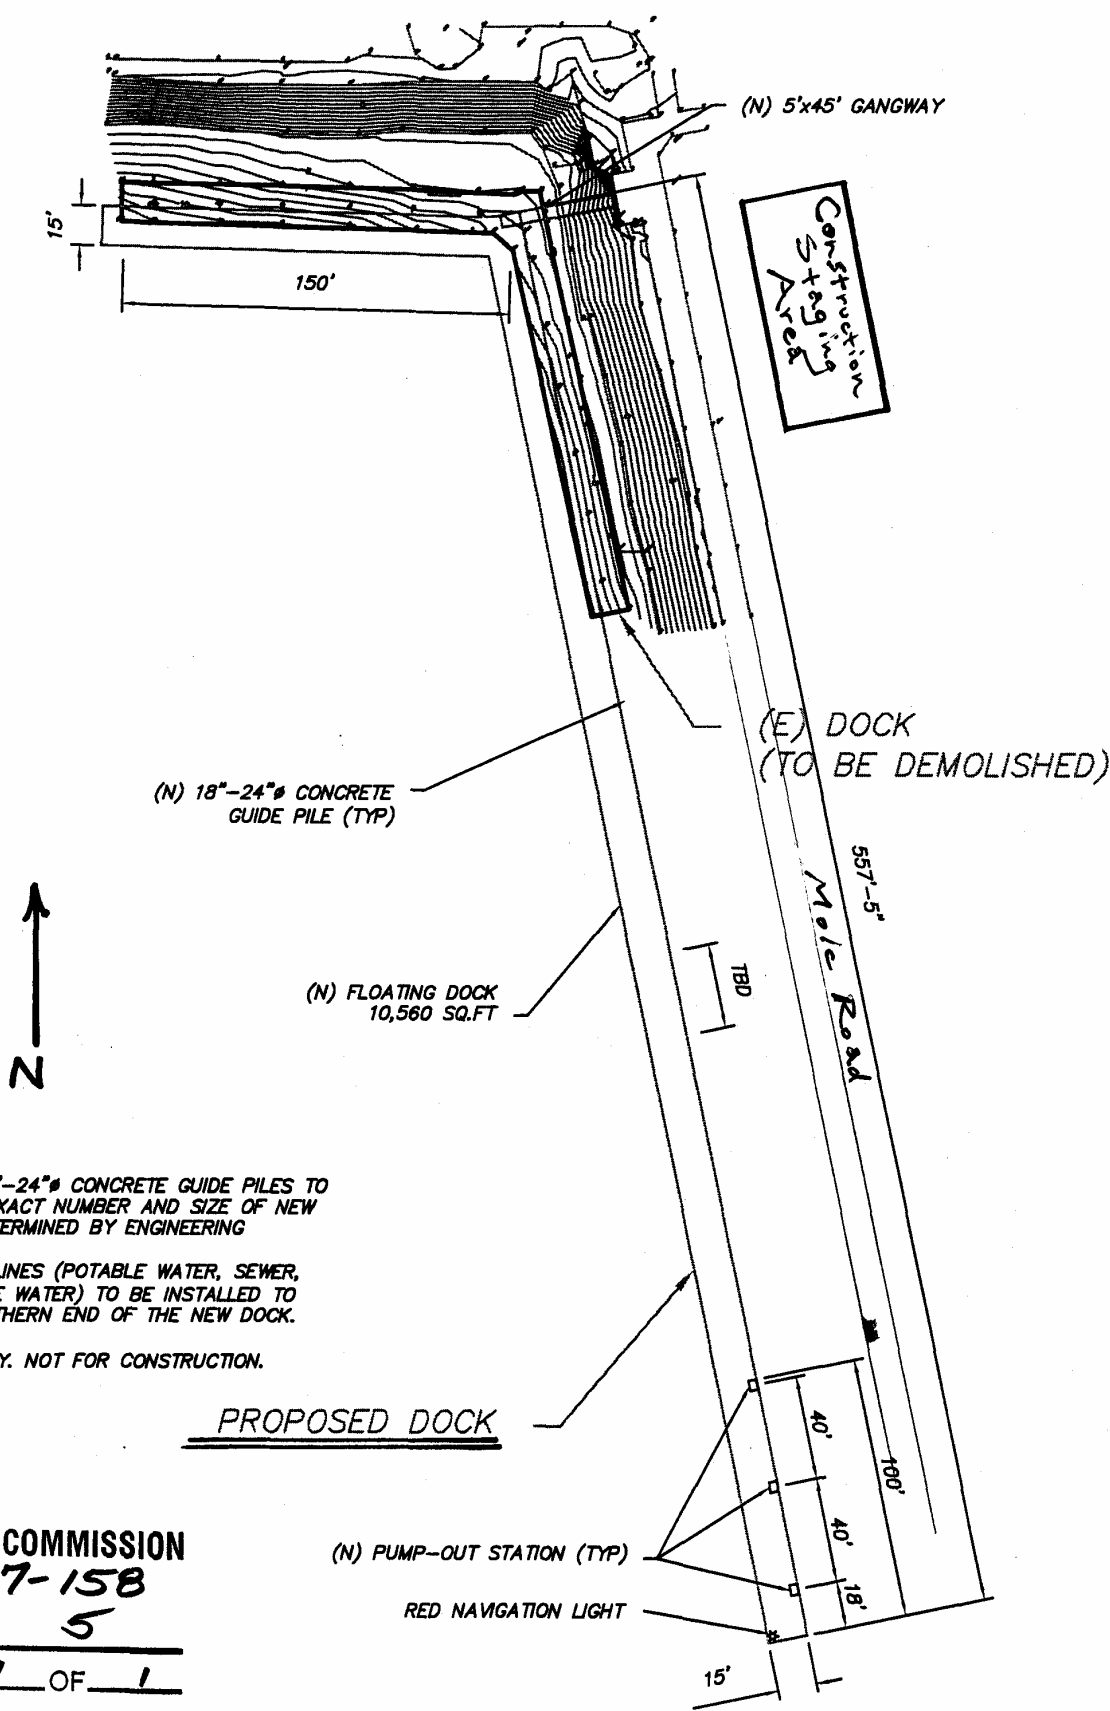 (N) 5'x45' GANGWAY
15'
150'
Construction
Staging
Area
(E) DOCK
(TO BE DEMOLISHED)
(N) 18"-24"ø CONCRETE
GUIDE PILE (TYP)
557'-5"
Mole Road
TBD
(N) FLOATING DOCK
10,560 SQ.FT
N
-24"ø CONCRETE GUIDE PILES TO
XACT NUMBER AND SIZE OF NEW
ERMINED BY ENGINEERING
INES (POTABLE WATER, SEWER,
E WATER) TO BE INSTALLED TO
THERN END OF THE NEW DOCK.
Y. NOT FOR CONSTRUCTION.
PROPOSED DOCK
40'
100'
40'
18'
COMMISSION
7-158
5
OF 1
(N) PUMP-OUT STATION (TYP)
RED NAVIGATION LIGHT
15'